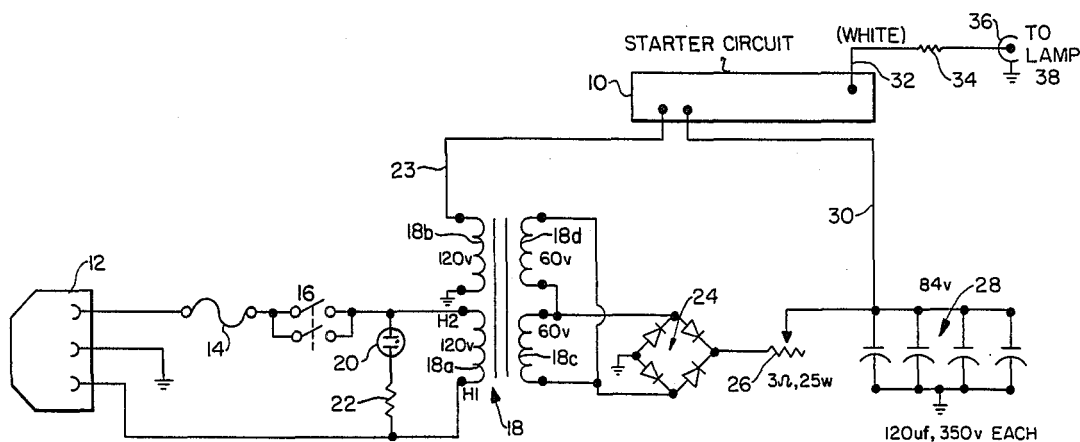 STARTER CIRCUIT
(WHITE)
36
TO
LAMP
38
10
32
34
23
30
12
18b
120v
18d
60v
16
14
20
22
H2
120v
18a
H1
18
60v
18c
24
26
3Ω, 25w
84v
28
120uf, 350v EACH